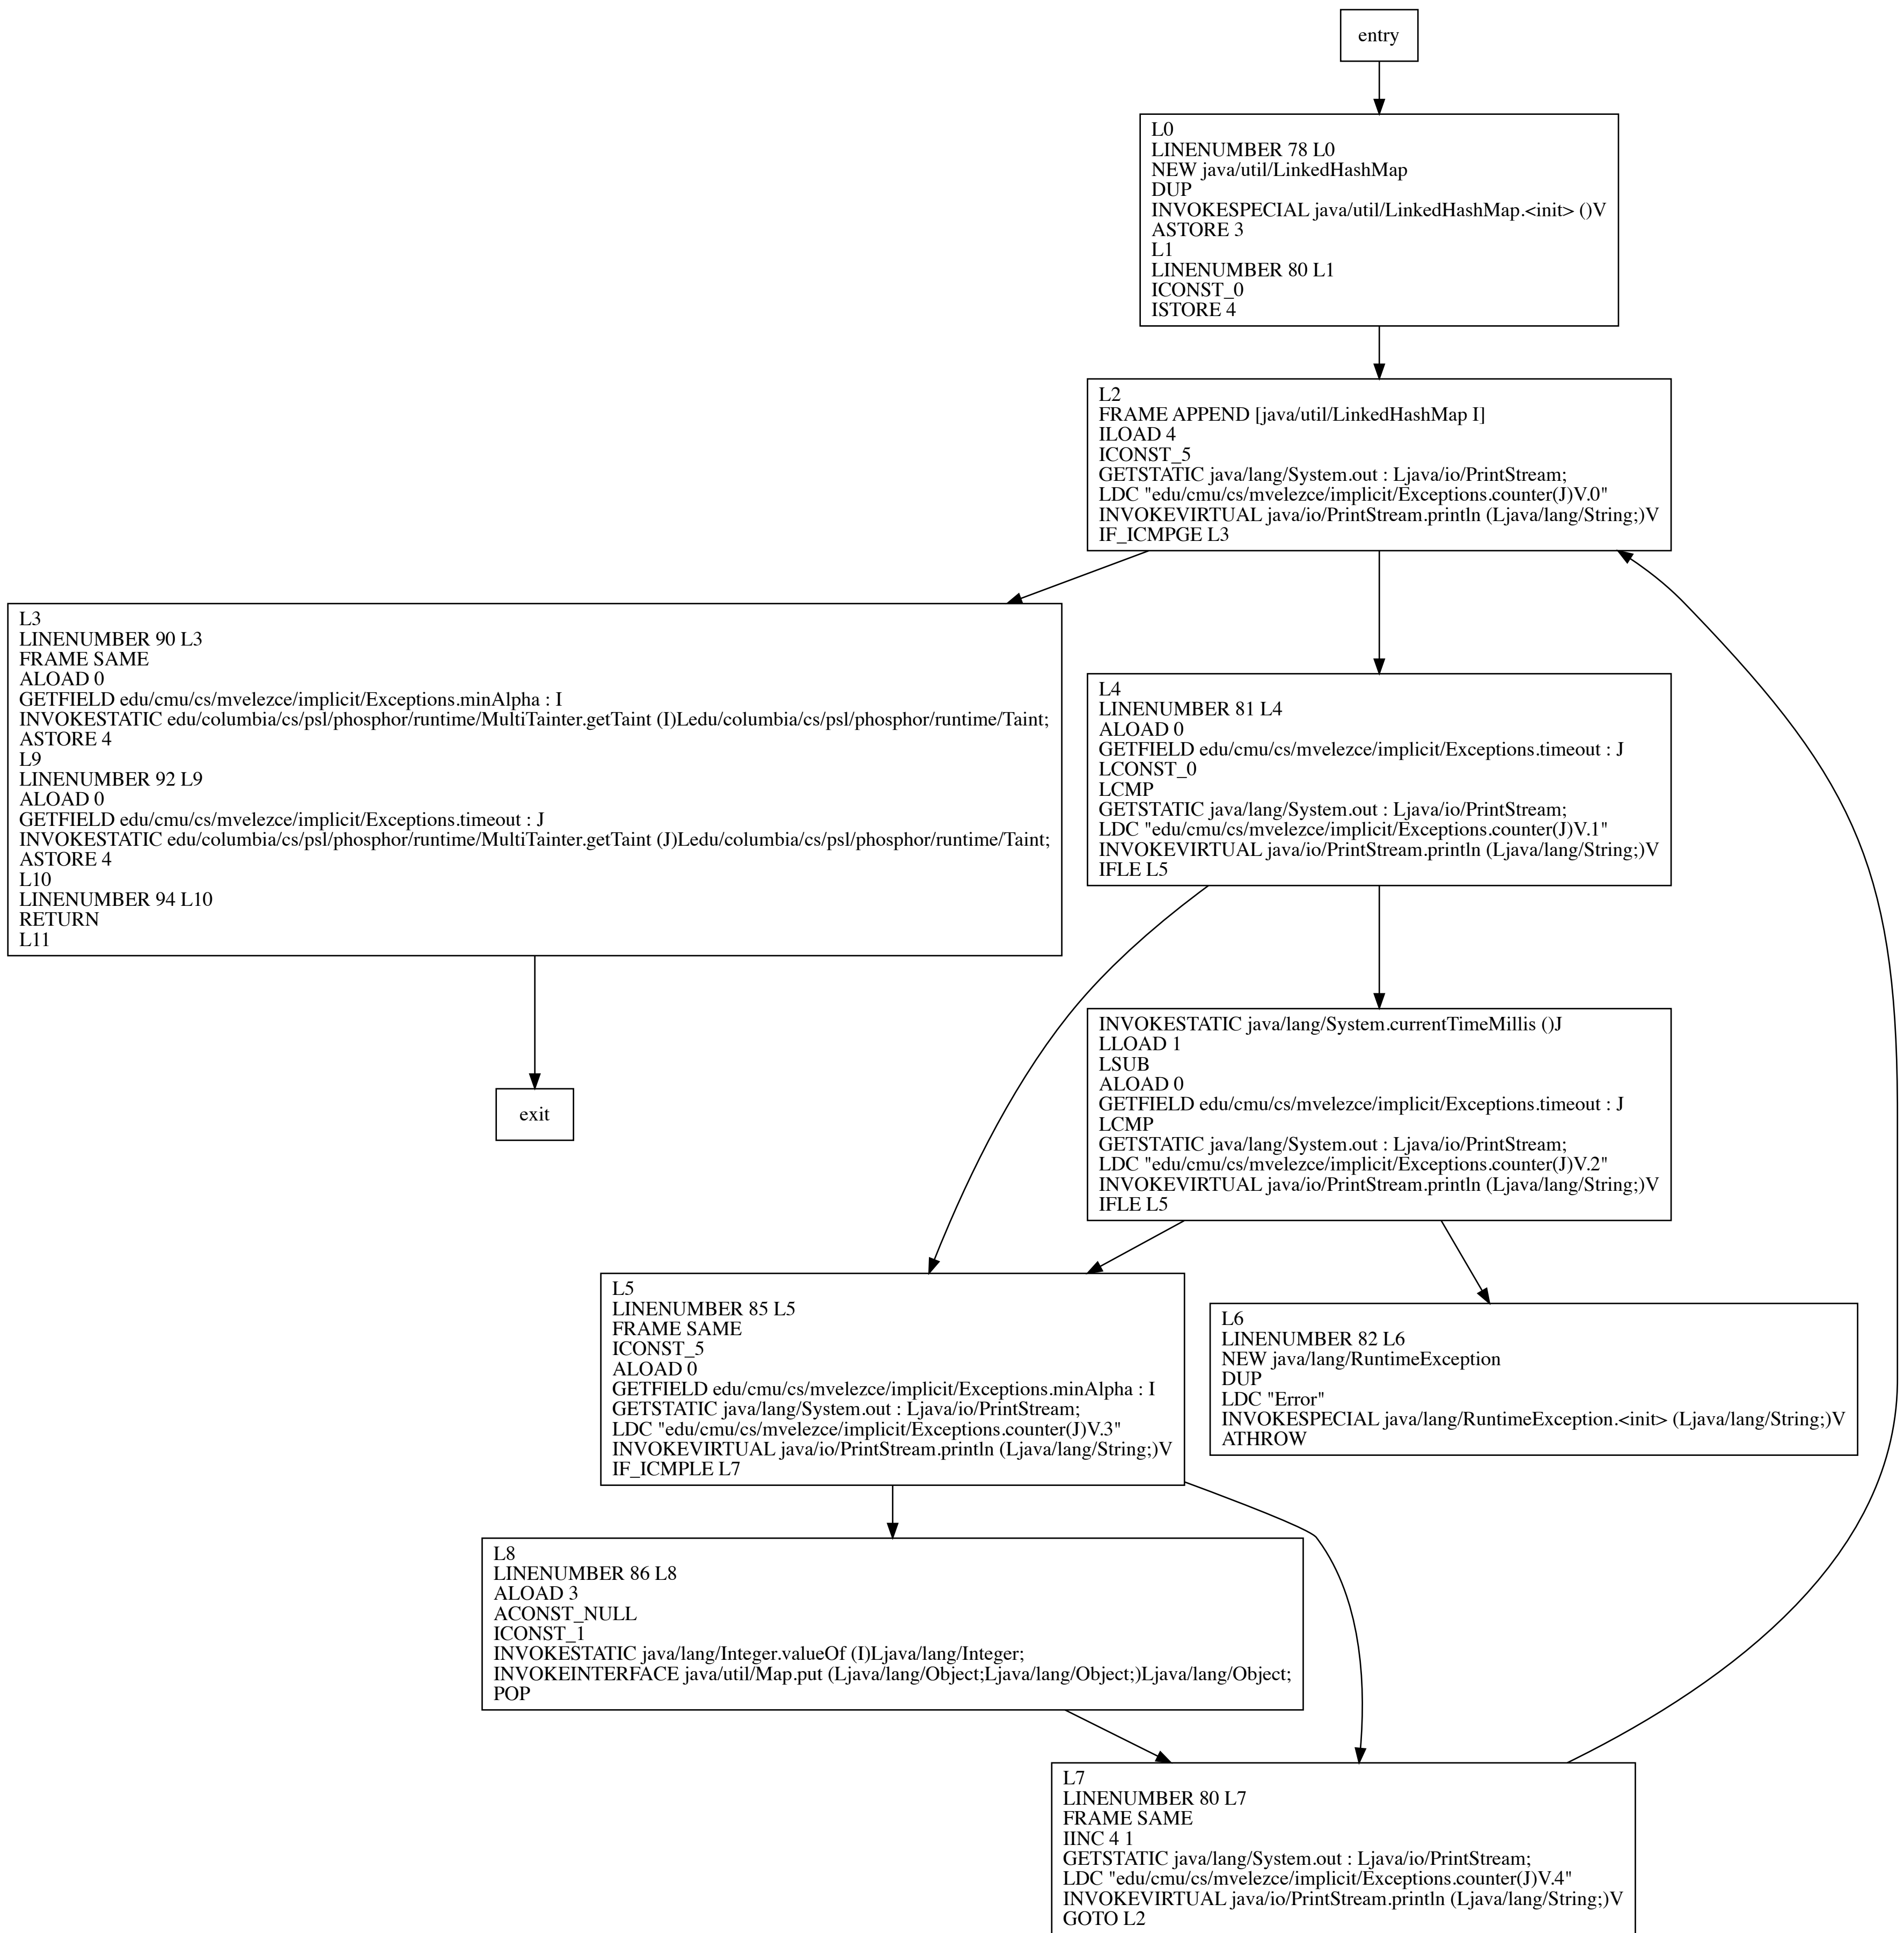 entry
L0
LINENUMBER 78 L0
NEW java/util/LinkedHashMap
DUP
INVOKESPECIAL java/util/LinkedHashMap.<init> ()V
ASTORE 3
L1
LINENUMBER 80 L1
ICONST_0
ISTORE 4
L2
FRAME APPEND [java/util/LinkedHashMap I]
ILOAD 4
ICONST_5
GETSTATIC java/lang/System.out : Ljava/io/PrintStream;
LDC "edu/cmu/cs/mvelezce/implicit/Exceptions.counter(J)V.0"
INVOKEVIRTUAL java/io/PrintStream.println (Ljava/lang/String;)V
IF_ICMPGE L3
L3
LINENUMBER 90 L3
FRAME SAME
ALOAD 0
GETFIELD edu/cmu/cs/mvelezce/implicit/Exceptions.minAlpha : I
INVOKESTATIC edu/columbia/cs/psl/phosphor/runtime/MultiTainter.getTaint (I)Ledu/columbia/cs/psl/phosphor/runtime/Taint;
ASTORE 4
L9
LINENUMBER 92 L9
ALOAD 0
GETFIELD edu/cmu/cs/mvelezce/implicit/Exceptions.timeout : J
INVOKESTATIC edu/columbia/cs/psl/phosphor/runtime/MultiTainter.getTaint (J)Ledu/columbia/cs/psl/phosphor/runtime/Taint;
ASTORE 4
L10
LINENUMBER 94 L10
RETURN
L11
L4
LINENUMBER 81 L4
ALOAD 0
GETFIELD edu/cmu/cs/mvelezce/implicit/Exceptions.timeout : J
LCONST_0
LCMP
GETSTATIC java/lang/System.out : Ljava/io/PrintStream;
LDC "edu/cmu/cs/mvelezce/implicit/Exceptions.counter(J)V.1"
INVOKEVIRTUAL java/io/PrintStream.println (Ljava/lang/String;)V
IFLE L5
exit
INVOKESTATIC java/lang/System.currentTimeMillis ()J
LLOAD 1
LSUB
ALOAD 0
GETFIELD edu/cmu/cs/mvelezce/implicit/Exceptions.timeout : J
LCMP
GETSTATIC java/lang/System.out : Ljava/io/PrintStream;
LDC "edu/cmu/cs/mvelezce/implicit/Exceptions.counter(J)V.2"
INVOKEVIRTUAL java/io/PrintStream.println (Ljava/lang/String;)V
IFLE L5
L5
LINENUMBER 85 L5
FRAME SAME
ICONST_5
ALOAD 0
GETFIELD edu/cmu/cs/mvelezce/implicit/Exceptions.minAlpha : I
GETSTATIC java/lang/System.out : Ljava/io/PrintStream;
LDC "edu/cmu/cs/mvelezce/implicit/Exceptions.counter(J)V.3"
INVOKEVIRTUAL java/io/PrintStream.println (Ljava/lang/String;)V
IF_ICMPLE L7
L6
LINENUMBER 82 L6
NEW java/lang/RuntimeException
DUP
LDC "Error"
INVOKESPECIAL java/lang/RuntimeException.<init> (Ljava/lang/String;)V
ATHROW
L8
LINENUMBER 86 L8
ALOAD 3
ACONST_NULL
ICONST_1
INVOKESTATIC java/lang/Integer.valueOf (I)Ljava/lang/Integer;
INVOKEINTERFACE java/util/Map.put (Ljava/lang/Object;Ljava/lang/Object;)Ljava/lang/Object;
POP
L7
LINENUMBER 80 L7
FRAME SAME
IINC 4 1
GETSTATIC java/lang/System.out : Ljava/io/PrintStream;
LDC "edu/cmu/cs/mvelezce/implicit/Exceptions.counter(J)V.4"
INVOKEVIRTUAL java/io/PrintStream.println (Ljava/lang/String;)V
GOTO L2